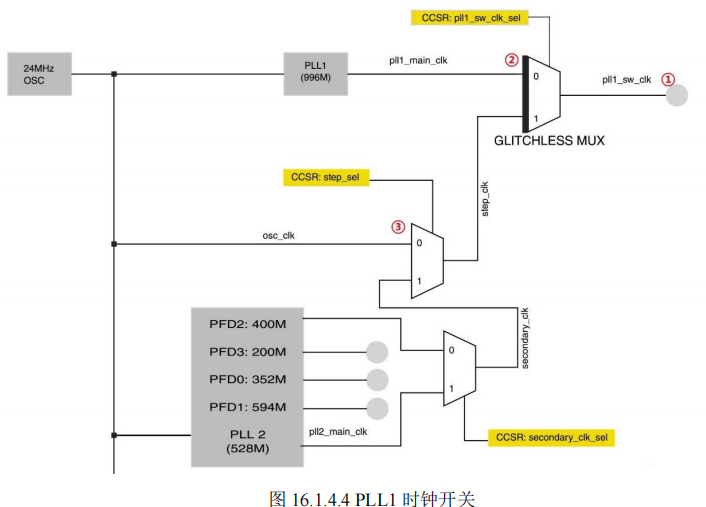 CCSR: pll1_sw_clk_sel
24MHz
OSC
PLL1
(996M)
pll1_main_clk
②
0
1
pll1_sw_clk
①
GLITCHLESS MUX
CCSR: step_sel
step_clk
osc_clk
③
0
1
secondary_clk
PFD2: 400M
PFD3: 200M
PFD0: 352M
PFD1: 594M
PLL 2
(528M)
pll2_main_clk
0
1
CCSR: secondary_clk_sel
图 16.1.4.4 PLL1 时钟开关